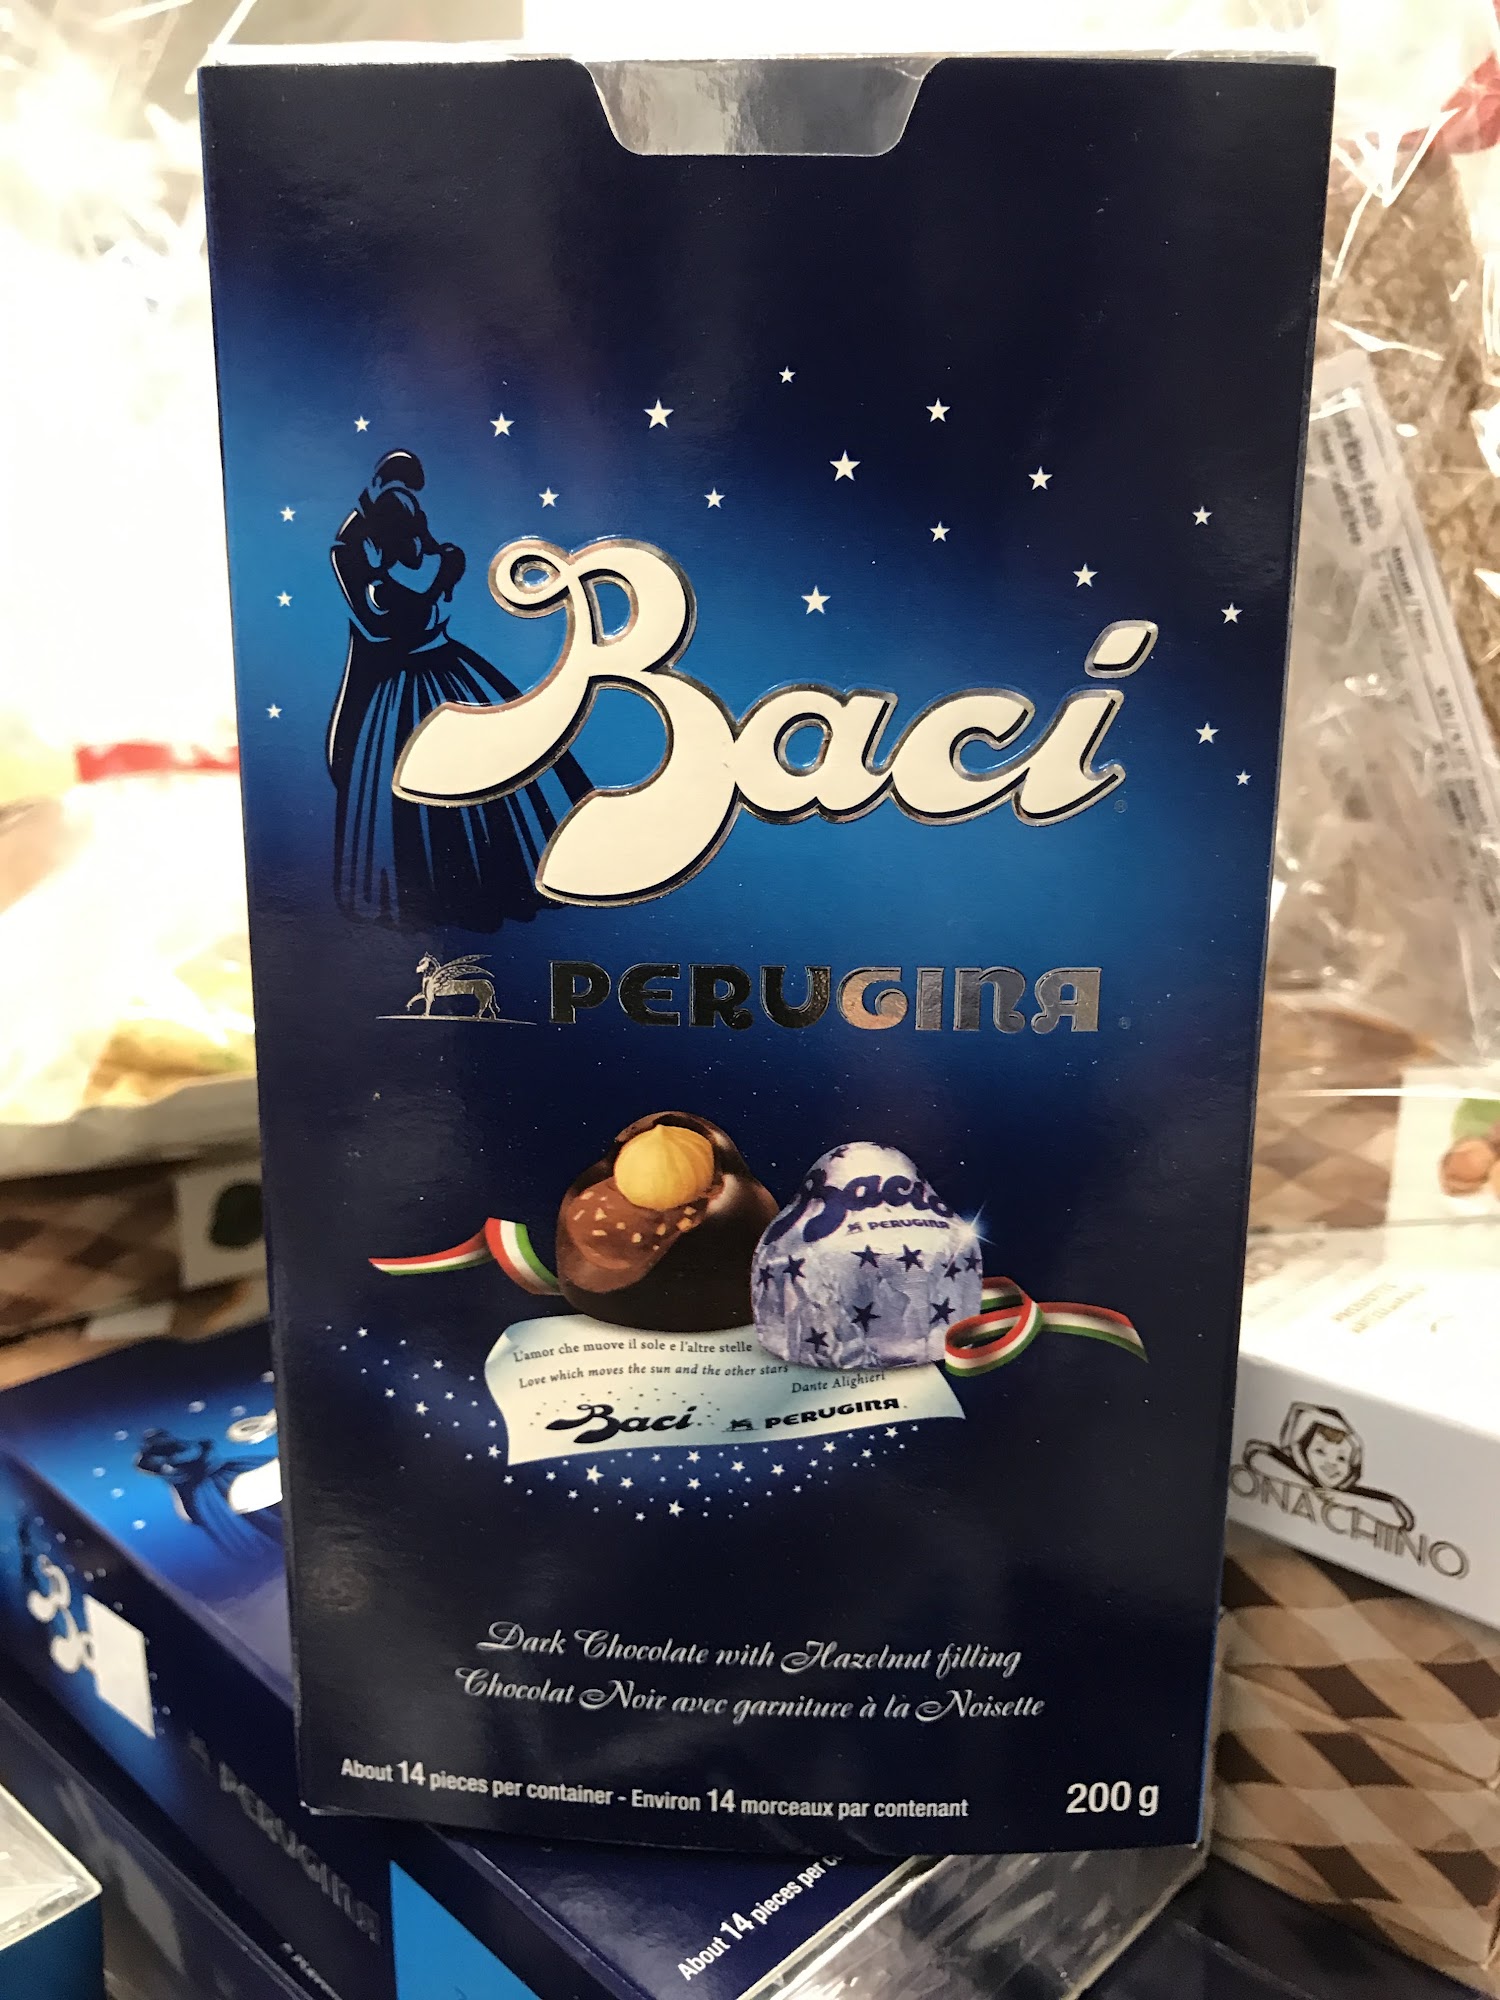 Baci
PERUGINA
Baci
PERUGINA
L'amor che muove il sole e l'altre stelle
Love which moves the sun and the other stars
Dante Alighieri
Baci PERUGINA
Dark Chocolate with Hazelnut filling
Chocolat Noir avec garniture à la Noisette
About 14 pieces per container - Environ 14 morceaux par contenant
200 g
ONACHINO
Nutrition Facts
PERUGINA
About 14 pieces per